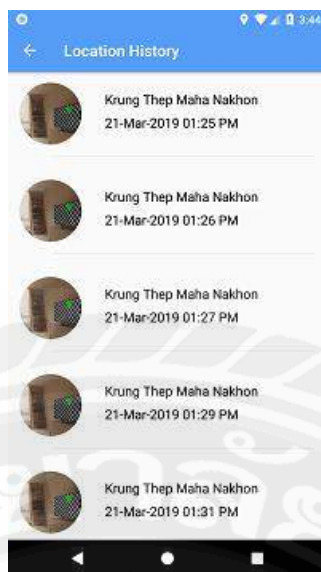 3:44
Location History
Krung Thep Maha Nakhon
21-Mar-2019 01:25 PM
Krung Thep Maha Nakhon
21-Mar-2019 01:26 PM
Krung Thep Maha Nakhon
21-Mar-2019 01:27 PM
Krung Thep Maha Nakhon
21-Mar-2019 01:29 PM
Krung Thep Maha Nakhon
21-Mar-2019 01:31 PM